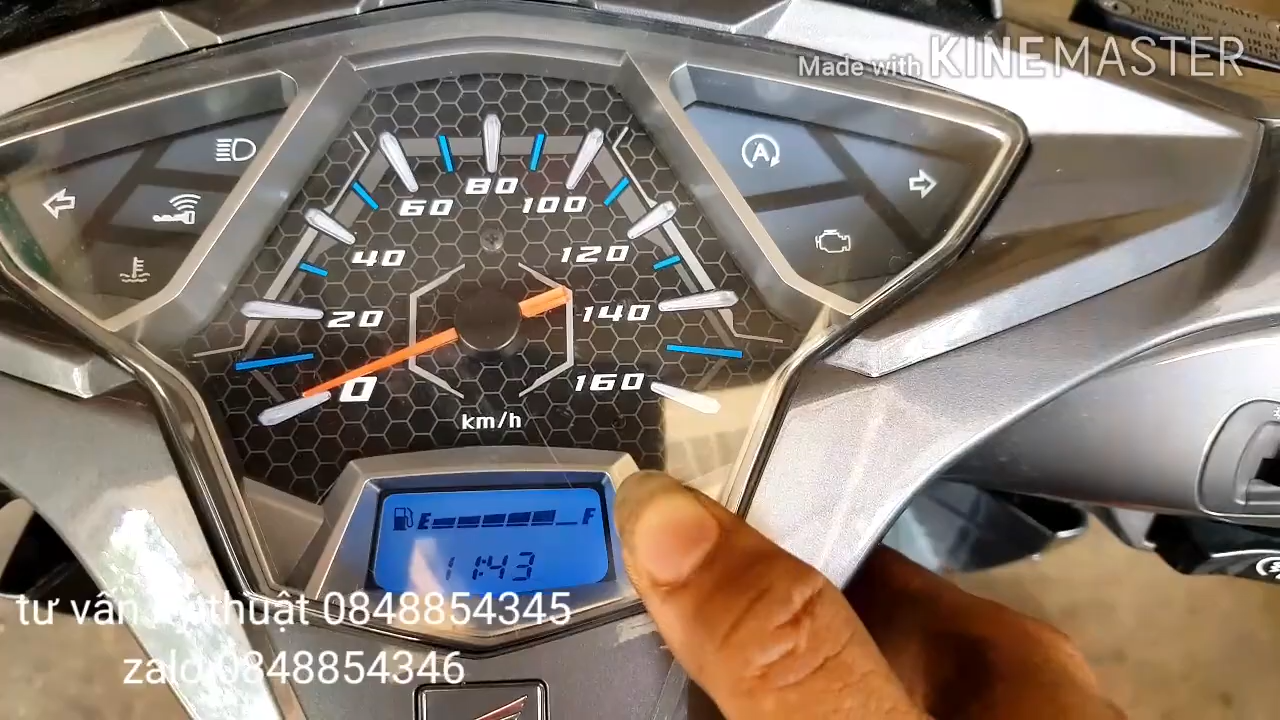 Made with KINEMASTER
A
0
20
40
60
80
100
120
140
160
km/h
E F
11:43
tư vấn thuật 0848854345
zalo 0848854346